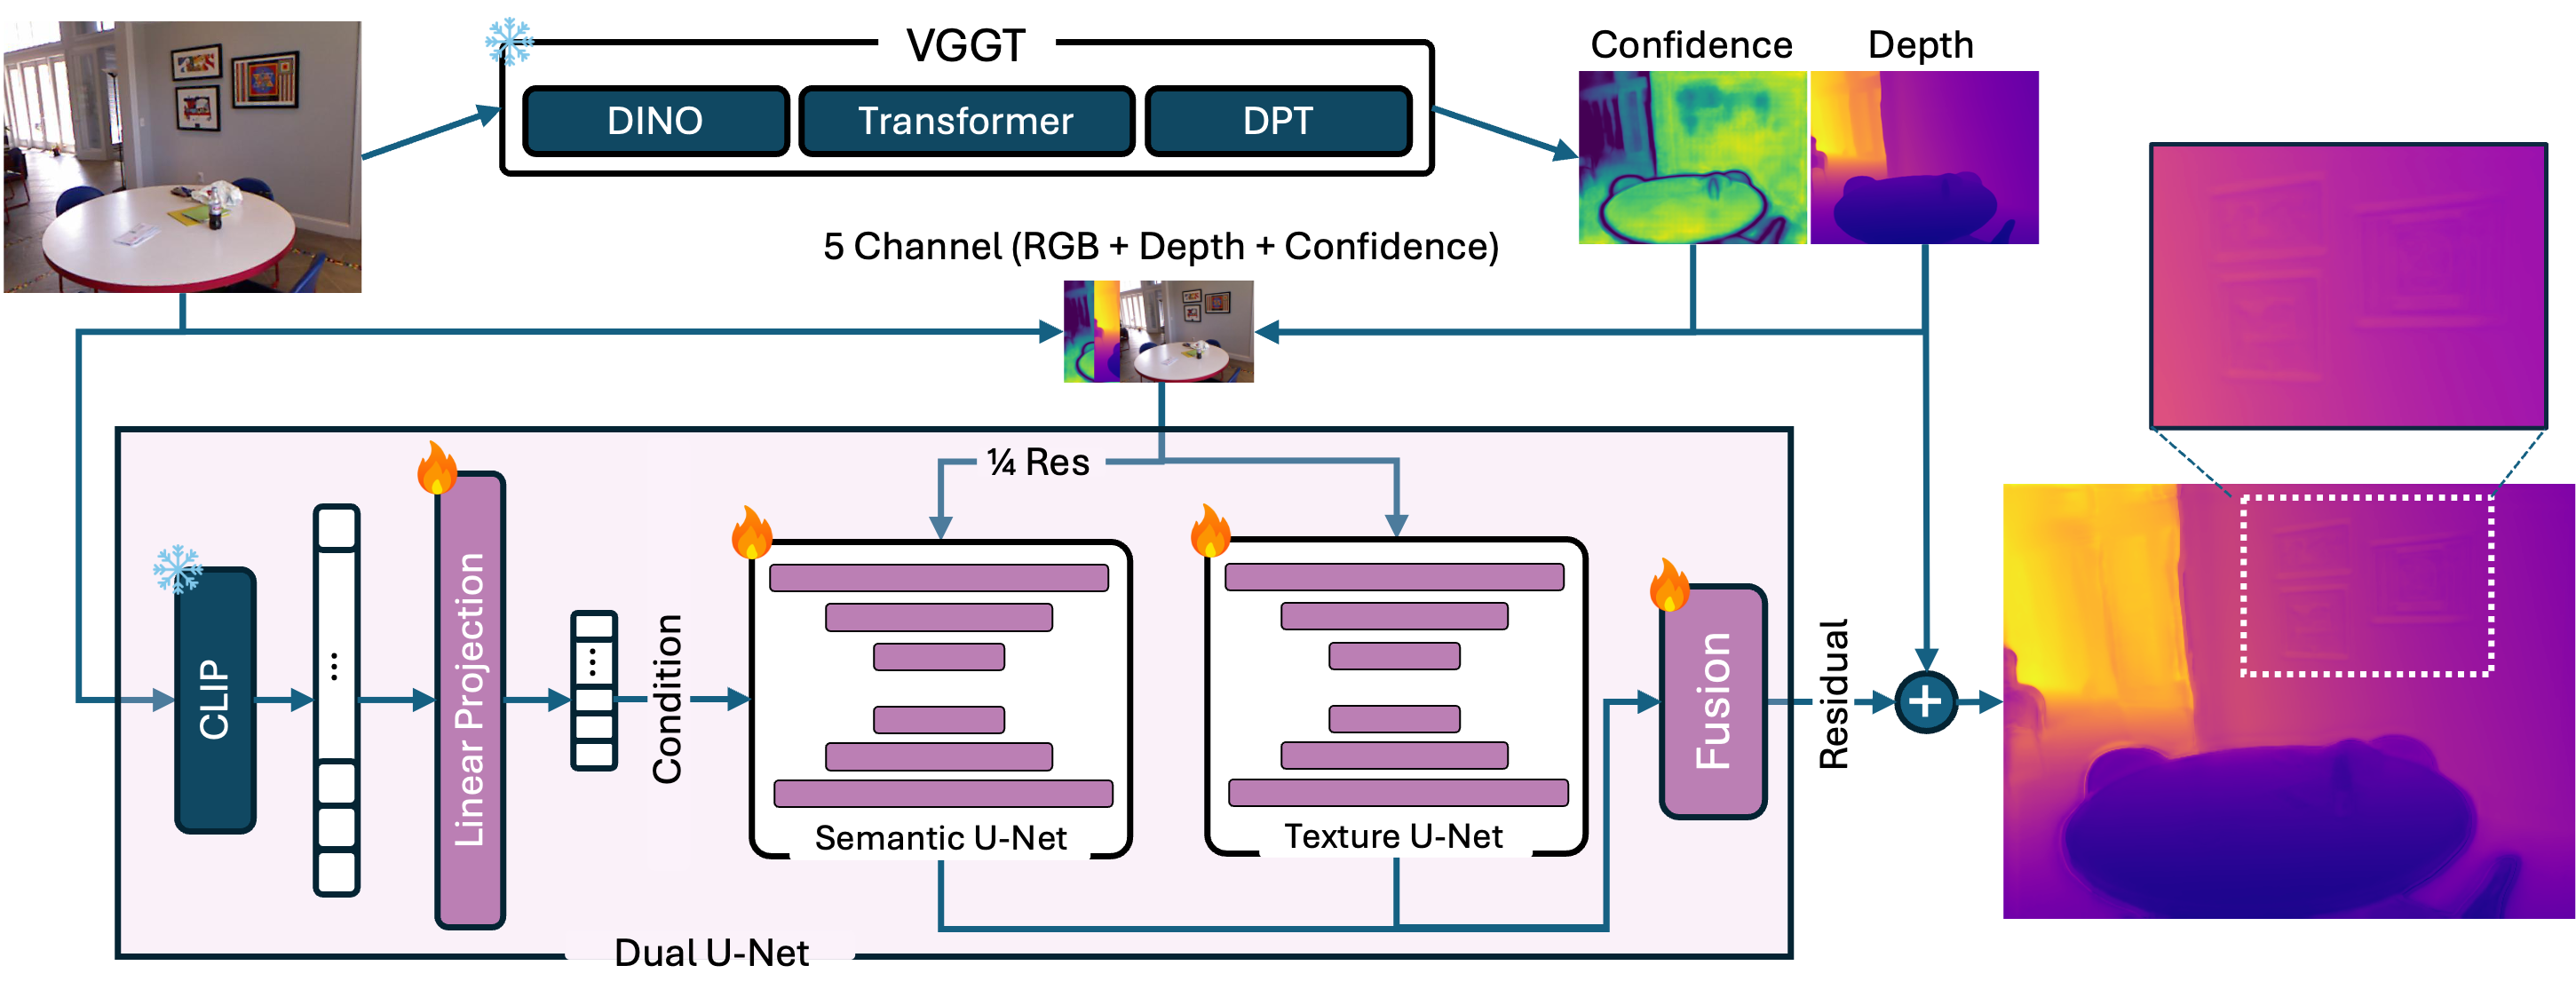 VGGT
DINO
Transformer
DPT
Confidence
Depth
5 Channel (RGB + Depth + Confidence)
¼ Res
CLIP
...
Linear Projection
...
Condition
Semantic U-Net
Texture U-Net
Fusion
Residual
+
Dual U-Net